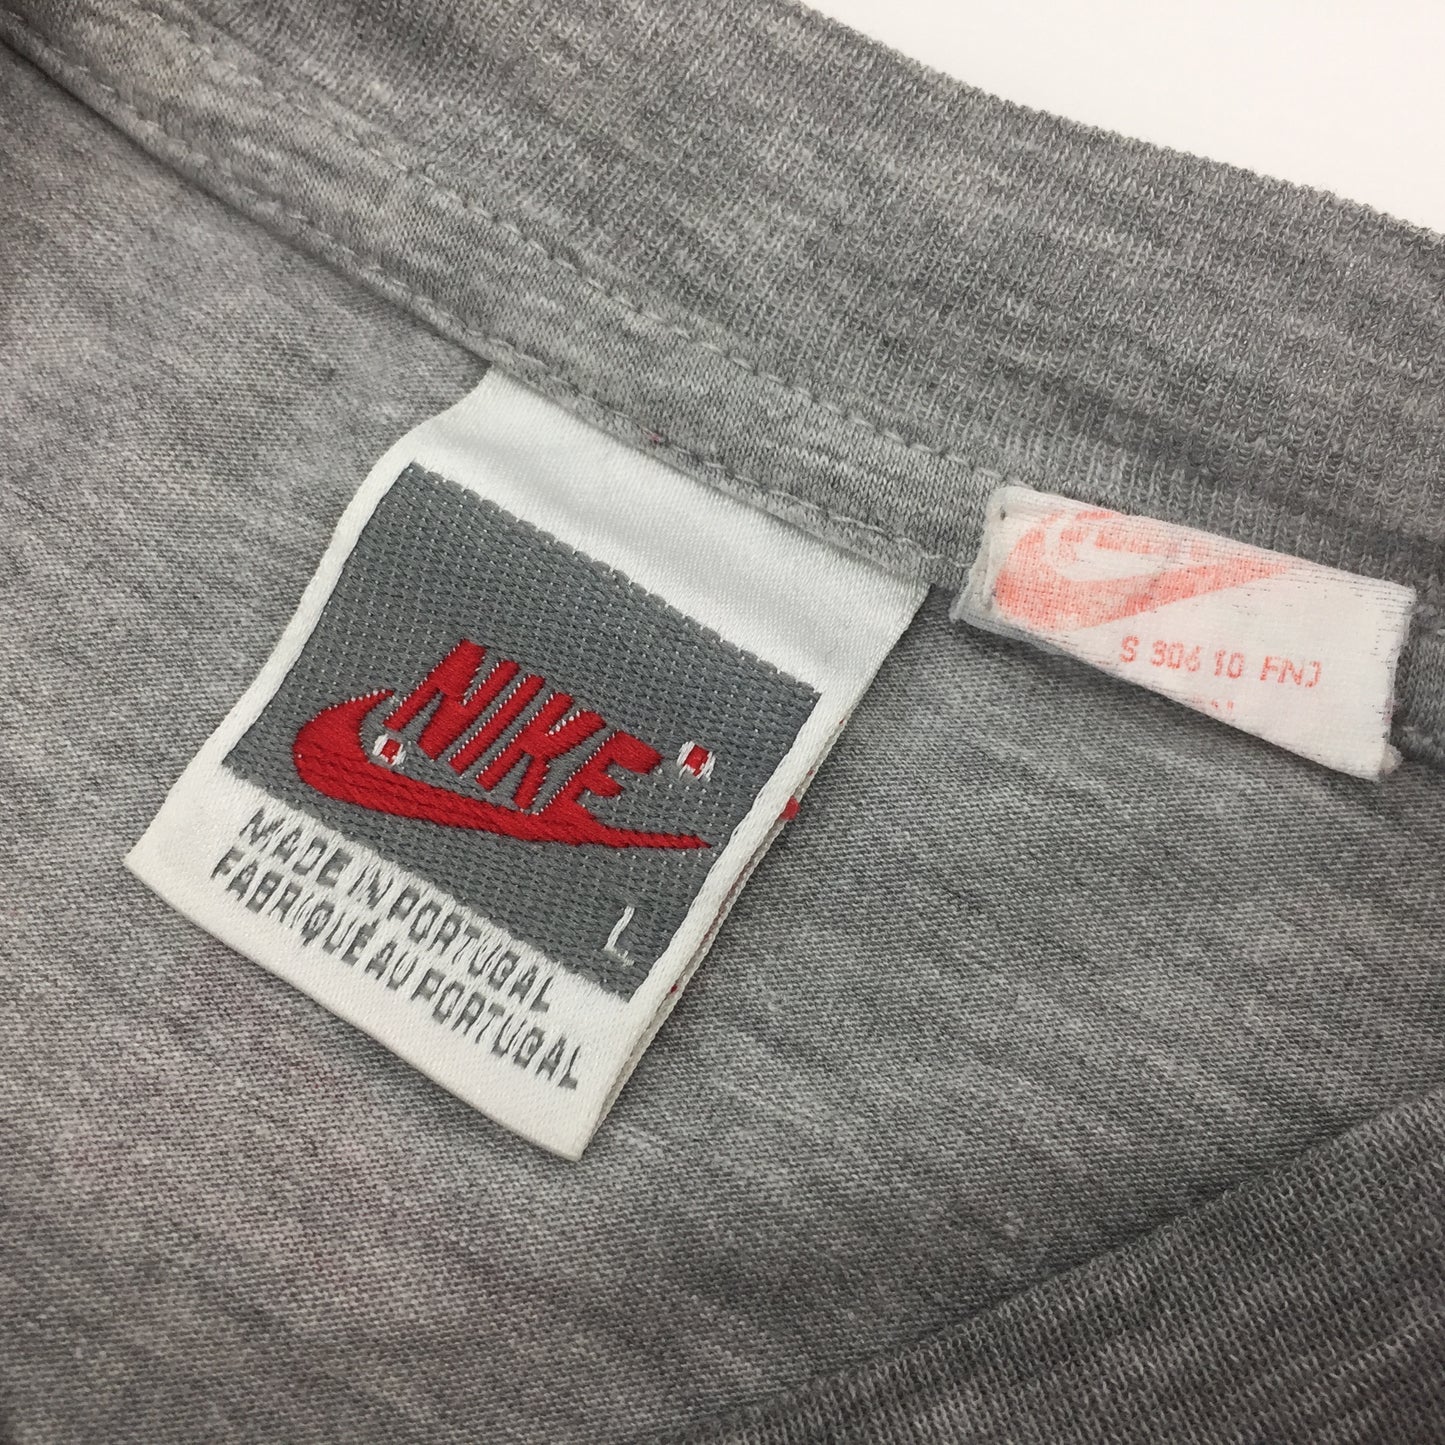 NIKE
L
MADE IN PORTUGAL
FABRIQUÉ AU PORTUGAL
S 306 10 FNJ